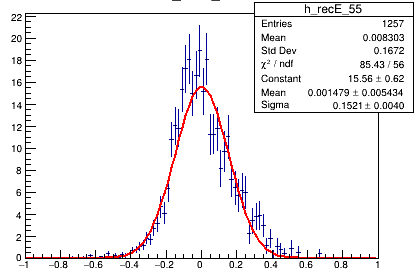 h_recE_55
Entries 1257
Mean 0.008303
Std Dev 0.1672
χ² / ndf 85.43 / 56
Constant 15.56 ± 0.62
Mean 0.001479 ± 0.005434
Sigma 0.1521 ± 0.0040
22
20
18
16
14
12
10
8
6
4
2
0
−1 −0.8 −0.6 −0.4 −0.2 0 0.2 0.4 0.6 0.8 1